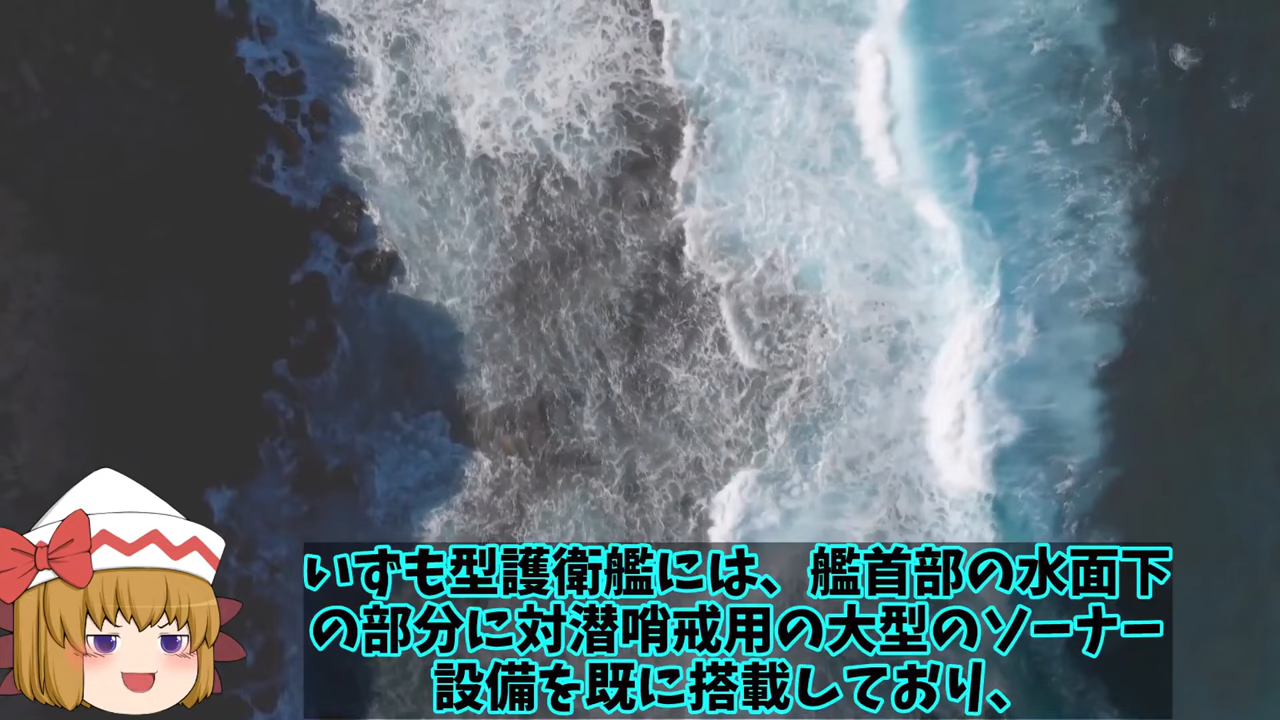 いずも型護衛艦には、艦首部の水面下
の部分に対潜哨戒用の大型のソーナー
設備を既に搭載しており、